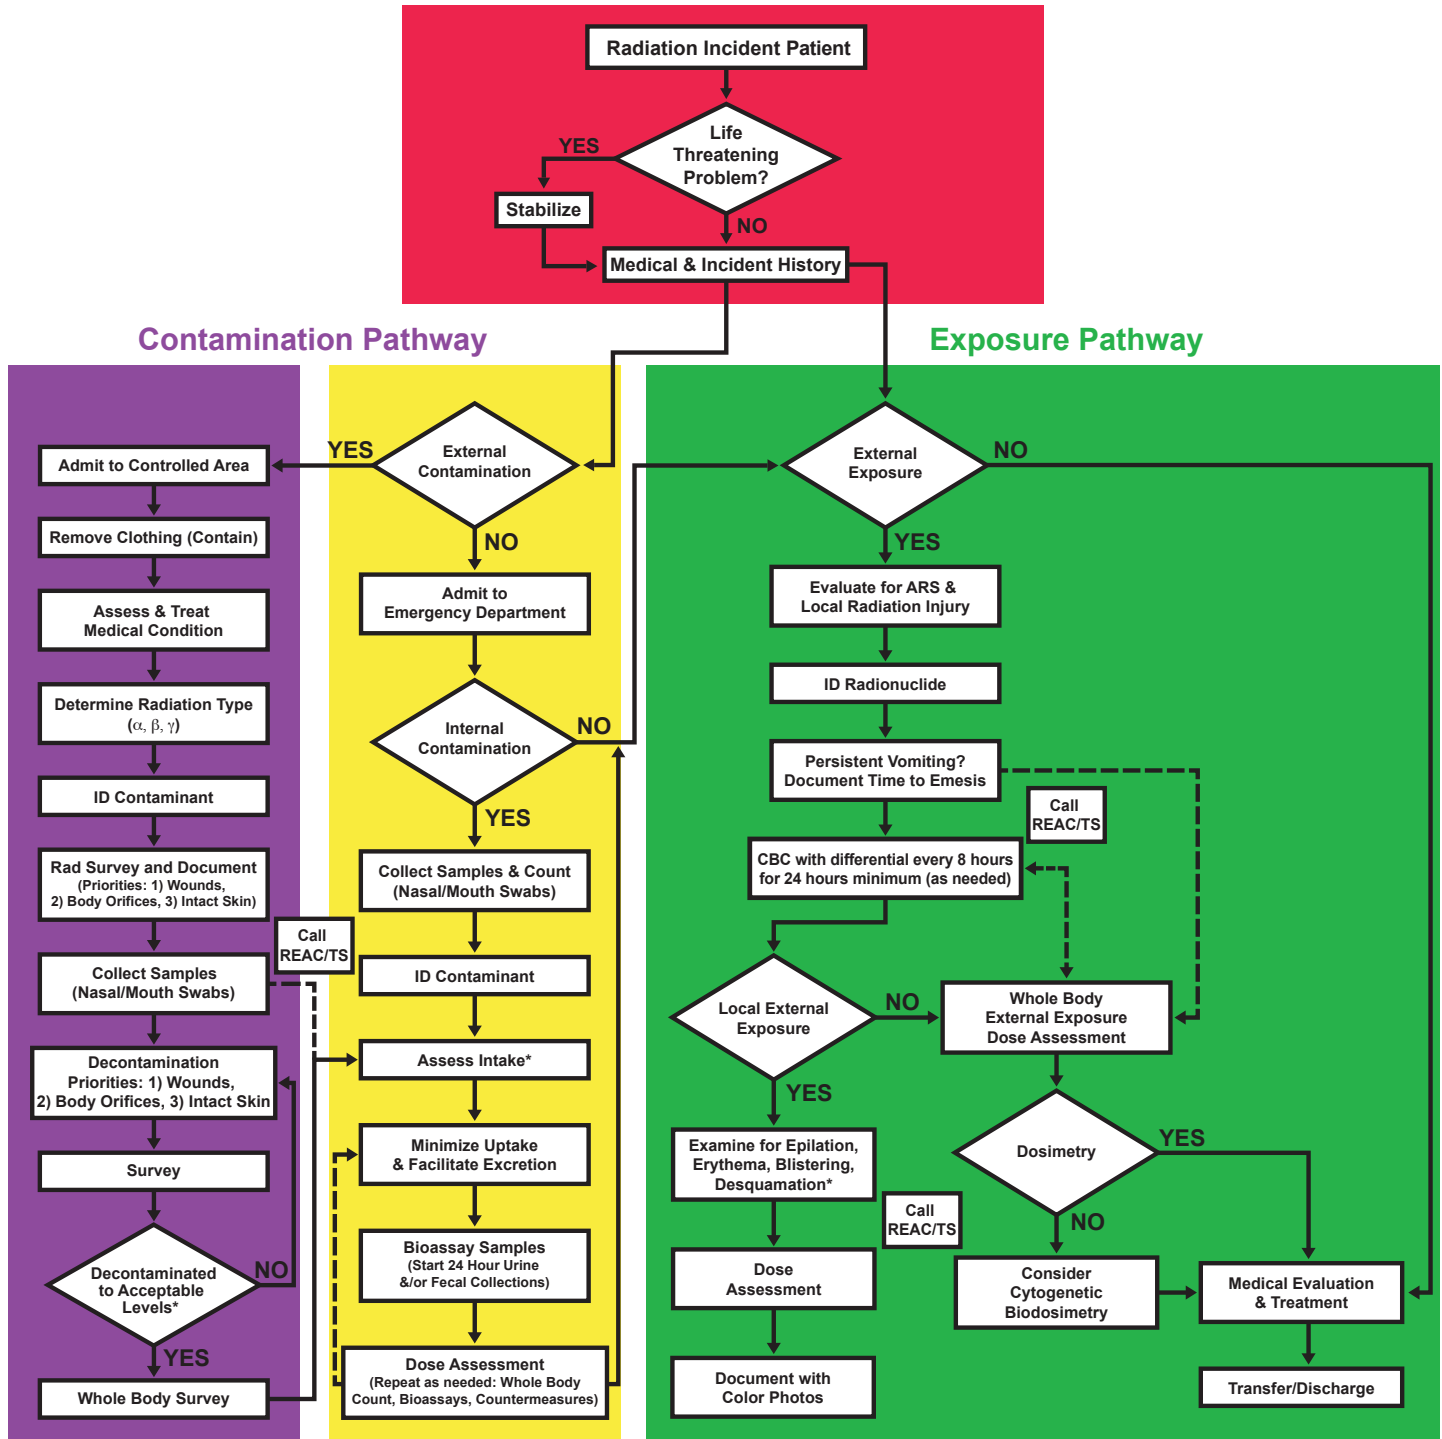 Radiation Incident Patient
Life
Threatening
Problem?
YES
Stabilize
NO
Medical & Incident History
Contamination Pathway
Exposure Pathway
Admit to Controlled Area
Remove Clothing (Contain)
Assess & Treat
Medical Condition
Determine Radiation Type
(α, β, γ)
ID Contaminant
Rad Survey and Document
(Priorities: 1) Wounds,
2) Body Orifices, 3) Intact Skin)
Collect Samples
(Nasal/Mouth Swabs)
Decontamination
Priorities: 1) Wounds,
2) Body Orifices, 3) Intact Skin
Survey
Decontaminated
to Acceptable
Levels*
NO
YES
Whole Body Survey
Call
REAC/TS
YES
External
Contamination
NO
Admit to
Emergency Department
Internal
Contamination
NO
YES
Collect Samples & Count
(Nasal/Mouth Swabs)
ID Contaminant
Assess Intake*
Minimize Uptake
& Facilitate Excretion
Bioassay Samples
(Start 24 Hour Urine
&/or Fecal Collections)
Dose Assessment
(Repeat as needed: Whole Body
Count, Bioassays, Countermeasures)
External
Exposure
NO
YES
Evaluate for ARS &
Local Radiation Injury
ID Radionuclide
Persistent Vomiting?
Document Time to Emesis
Call
REAC/TS
CBC with differential every 8 hours
for 24 hours minimum (as needed)
Local External
Exposure
NO
YES
Whole Body
External Exposure
Dose Assessment
Examine for Epilation,
Erythema, Blistering,
Desquamation*
Call
REAC/TS
Dose
Assessment
Document with
Color Photos
Dosimetry
YES
NO
Consider
Cytogenetic
Biodosimetry
Medical Evaluation
& Treatment
Transfer/Discharge